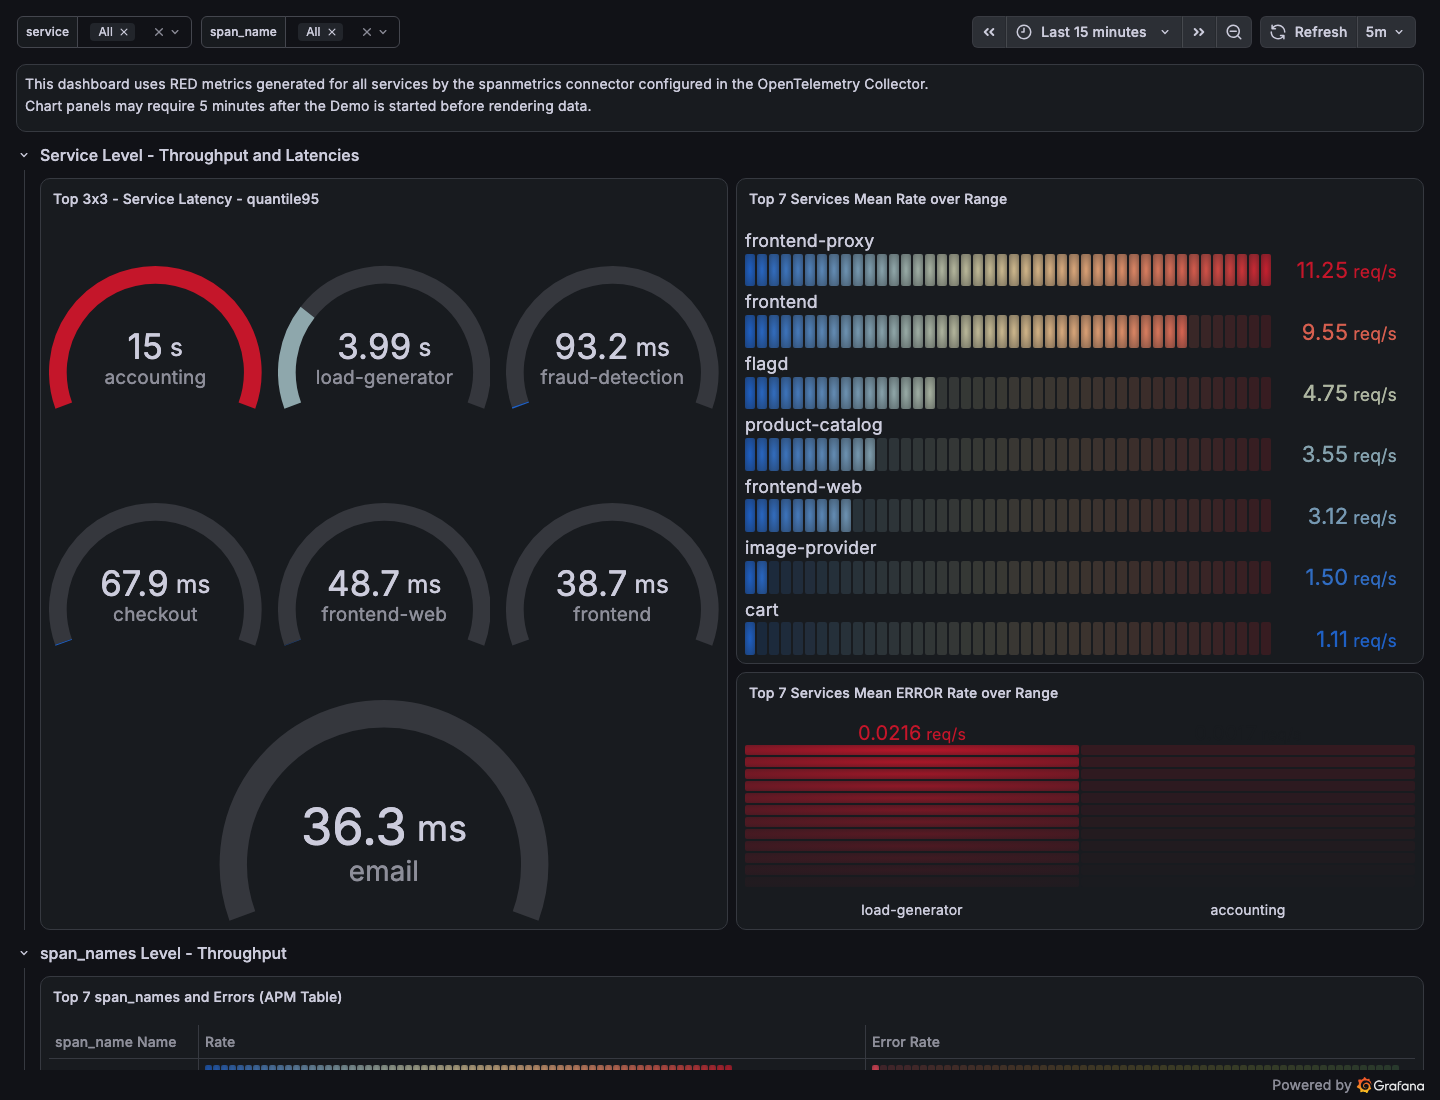 service All span_name All Last 15 minutes Refresh 5m
This dashboard uses RED metrics generated for all services by the spanmetrics connector configured in the OpenTelemetry Collector.
Chart panels may require 5 minutes after the Demo is started before rendering data.
Service Level - Throughput and Latencies
Top 3x3 - Service Latency - quantile95
15 s
accounting
3.99 s
load-generator
93.2 ms
fraud-detection
67.9 ms
checkout
48.7 ms
frontend-web
38.7 ms
frontend
36.3 ms
email
Top 7 Services Mean Rate over Range
frontend-proxy
11.25 req/s
frontend
9.55 req/s
flagd
4.75 req/s
product-catalog
3.55 req/s
frontend-web
3.12 req/s
image-provider
1.50 req/s
cart
1.11 req/s
Top 7 Services Mean ERROR Rate over Range
0.0216 req/s
load-generator accounting
span_names Level - Throughput
Top 7 span_names and Errors (APM Table)
span_name Name Rate Error Rate
Powered by Grafana